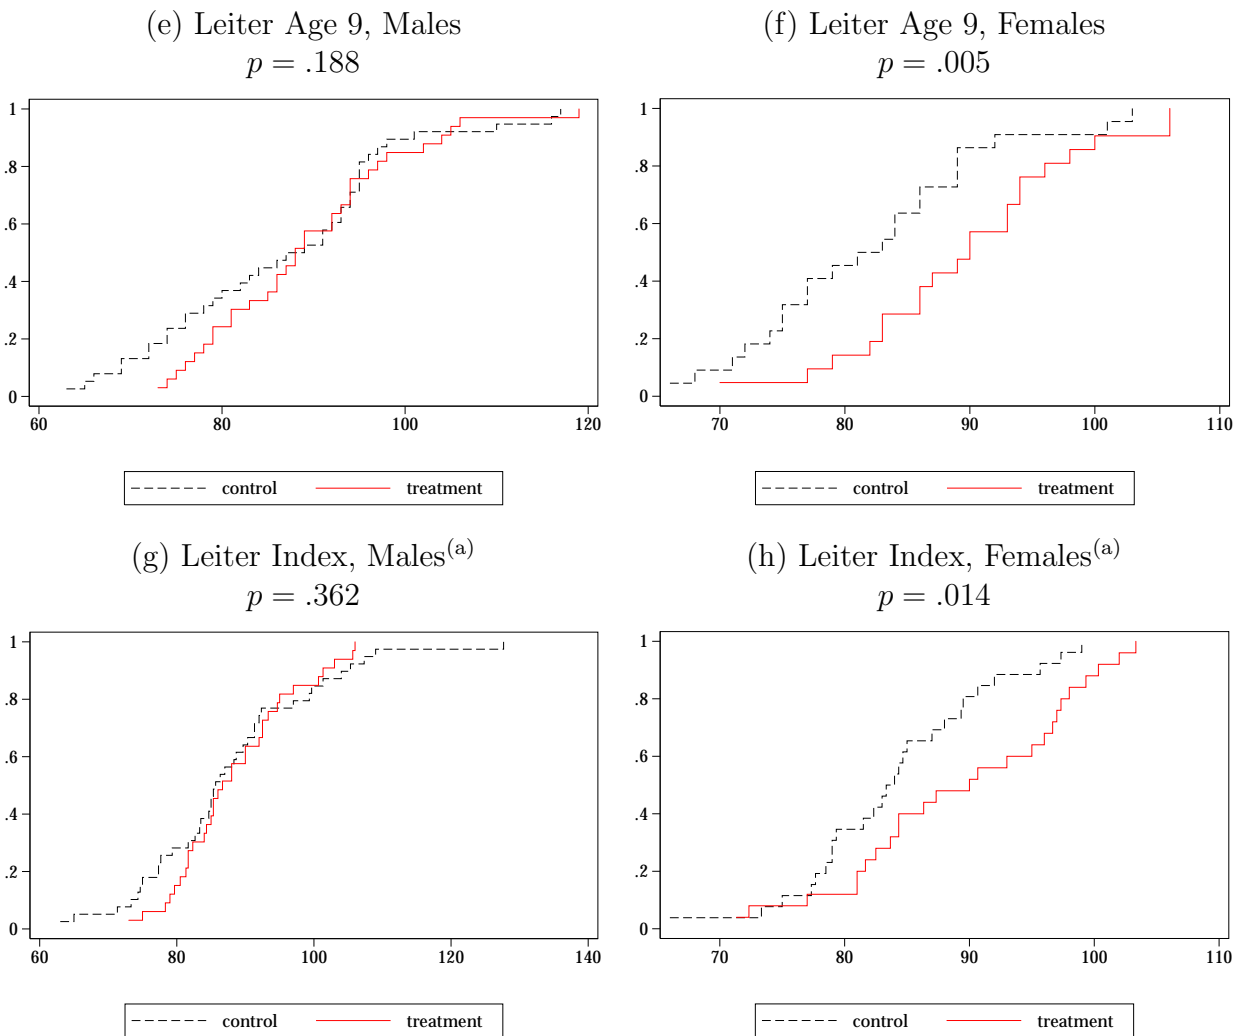 (e) Leiter Age 9, Males
p = .188
1
.8
.6
.4
.2
0
60 80 100 120
control treatment
(f) Leiter Age 9, Females
p = .005
1
.8
.6
.4
.2
0
70 80 90 100 110
control treatment
(g) Leiter Index, Males(a)
p = .362
1
.8
.6
.4
.2
0
60 80 100 120 140
control treatment
(h) Leiter Index, Females(a)
p = .014
1
.8
.6
.4
.2
0
70 80 90 100 110
control treatment